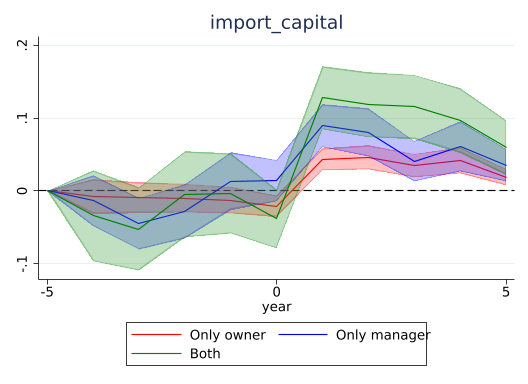 import_capital
.2
.1
0
-.1
-5 0 5
year
Only owner Only manager
Both